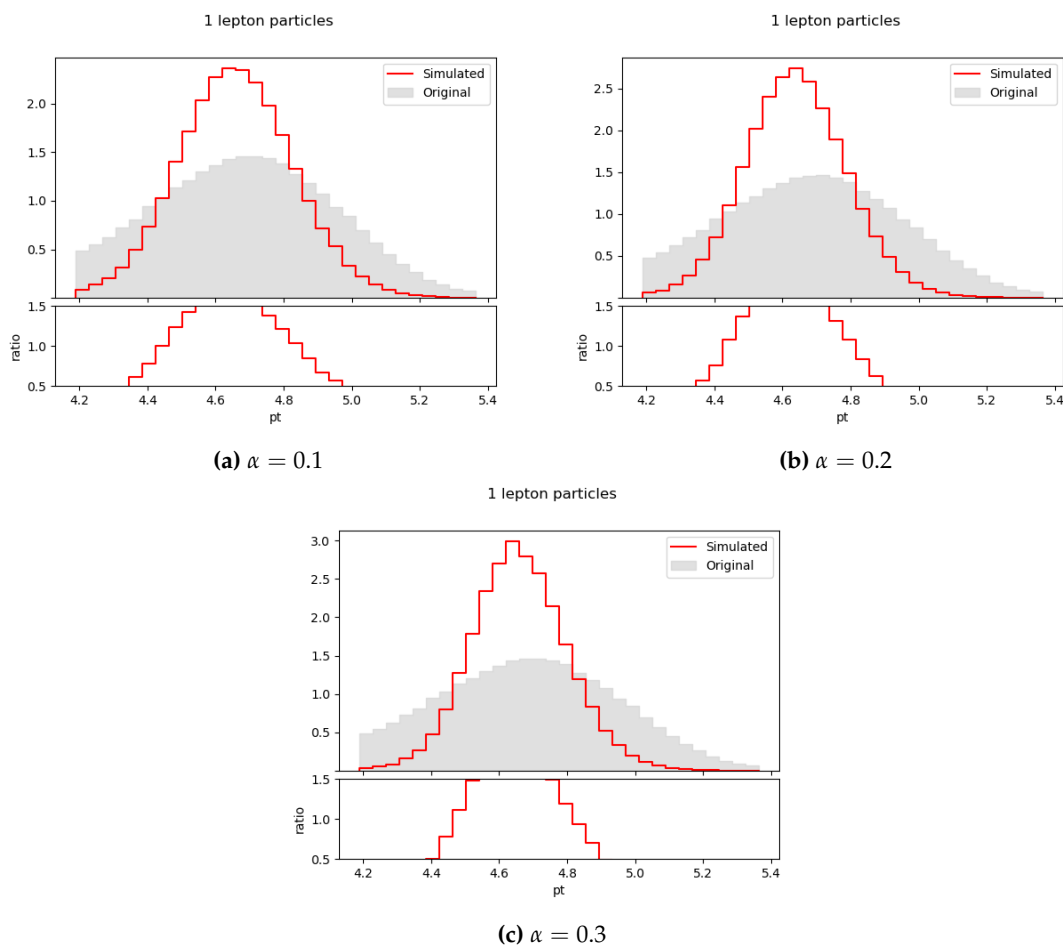 1 lepton particles
Simulated
Original
2.0
1.5
1.0
0.5
1.5
1.0
0.5
ratio
4.2 4.4 4.6 4.8 5.0 5.2 5.4
pt
(a) α = 0.1
1 lepton particles
Simulated
Original
2.5
2.0
1.5
1.0
0.5
1.5
1.0
0.5
ratio
4.2 4.4 4.6 4.8 5.0 5.2 5.4
pt
(b) α = 0.2
1 lepton particles
Simulated
Original
3.0
2.5
2.0
1.5
1.0
0.5
1.5
1.0
0.5
ratio
4.2 4.4 4.6 4.8 5.0 5.2 5.4
pt
(c) α = 0.3